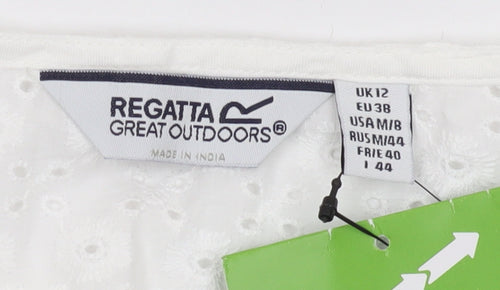 REGATTA
GREAT OUTDOORS®
MADE IN INDIA
UK 12
EU 38
USA M/8
RUS M/44
FR/E 40
I 44